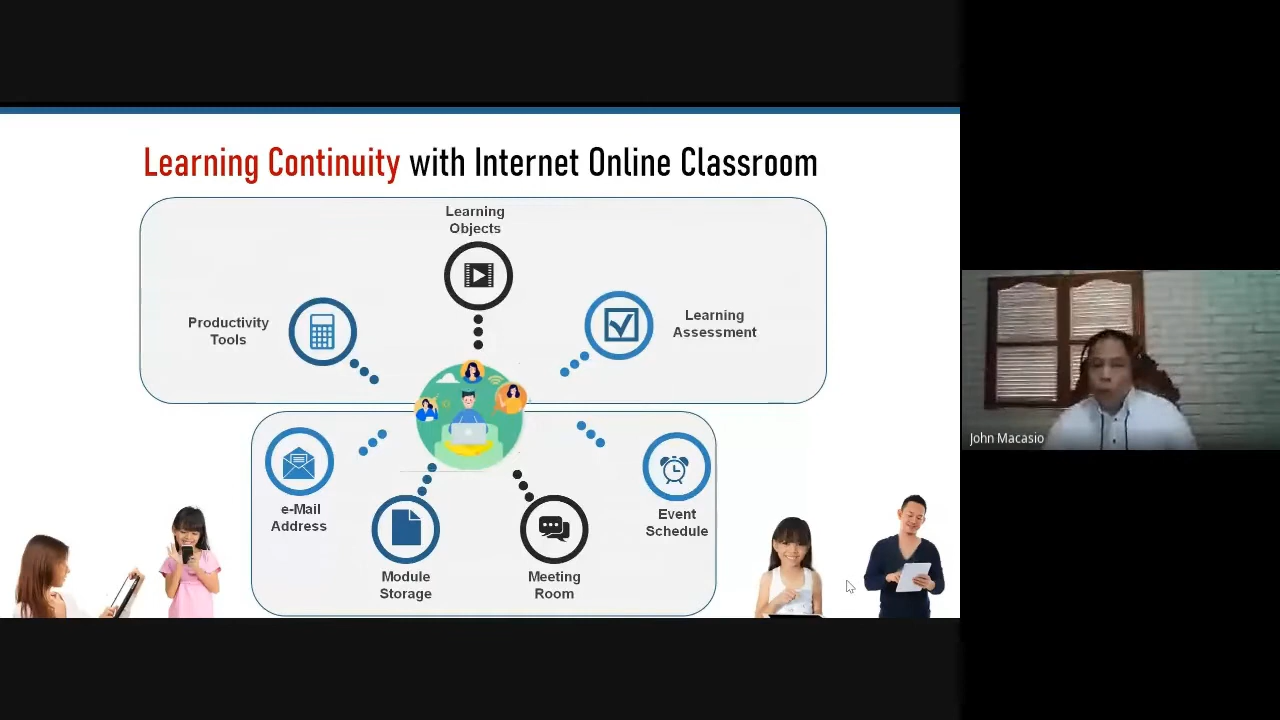 Learning Continuity with Internet Online Classroom
Learning
Objects
Productivity
Tools
Learning
Assessment
e-Mail
Address
Module
Storage
Meeting
Room
Event
Schedule
John Macasio